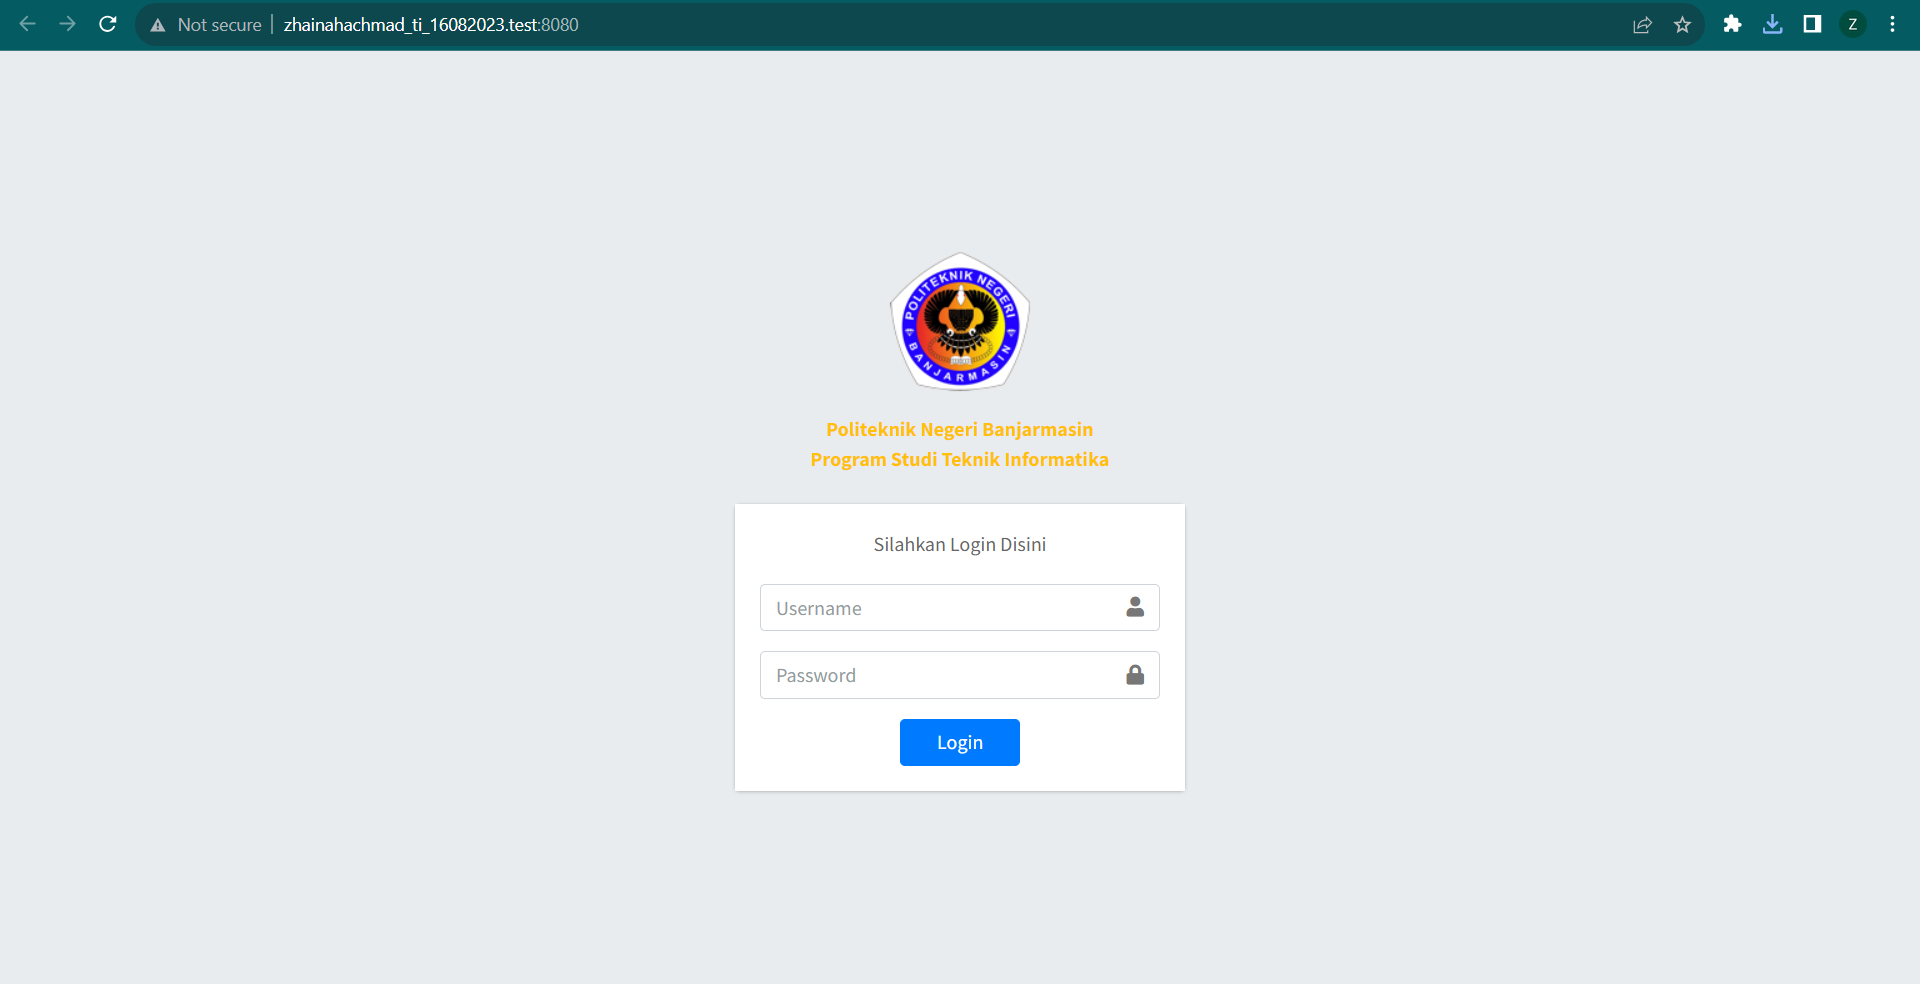 Not secure | zhainahachmad_ti_16082023.test:8080
Z
POLITEKNIK NEGERI
BANJARMASIN
Politeknik Negeri Banjarmasin
Program Studi Teknik Informatika
Silahkan Login Disini
Username
Password
Login